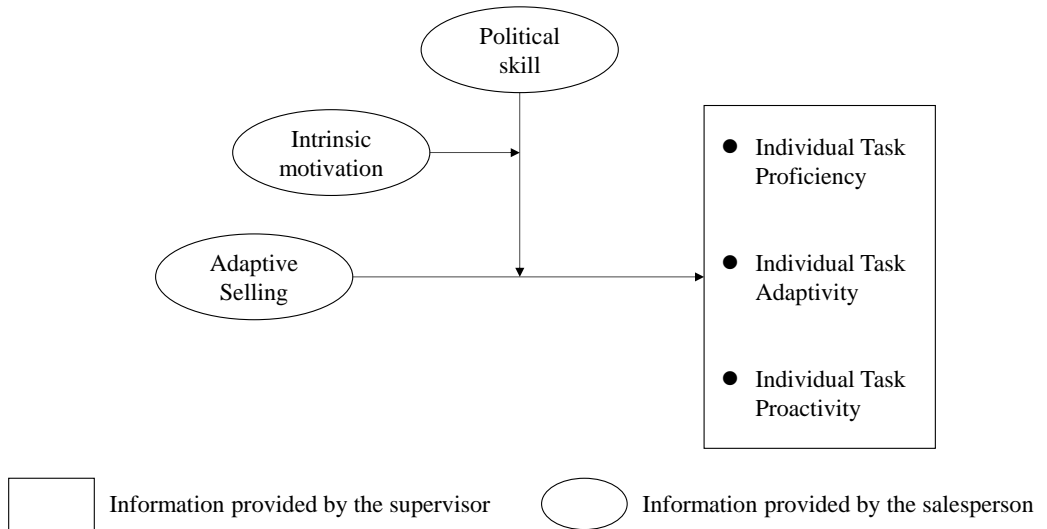 Political
skill
Intrinsic
motivation
Adaptive
Selling
● Individual Task
Proficiency
● Individual Task
Adaptivity
● Individual Task
Proactivity
Information provided by the supervisor
Information provided by the salesperson